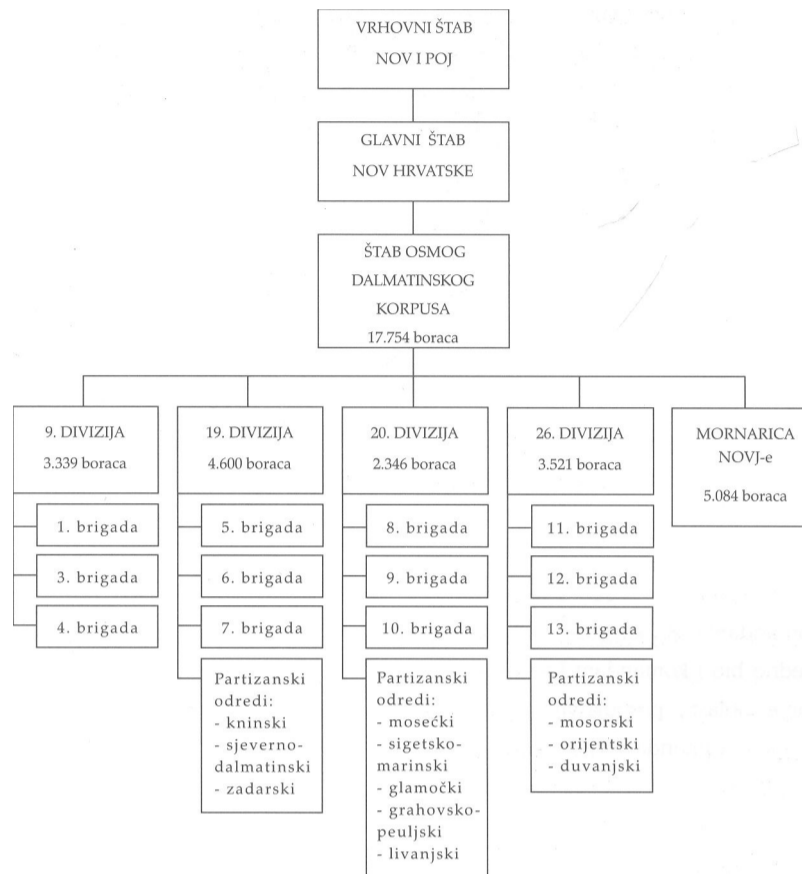 VRHOVNI ŠTAB
NOV I POJ
GLAVNI ŠTAB
NOV HRVATSKE
ŠTAB OSMOG
DALMATINSKOG
KORPUSA
17.754 boraca
9. DIVIZIJA
3.339 boraca
1. brigada
3. brigada
4. brigada
19. DIVIZIJA
4.600 boraca
5. brigada
6. brigada
7. brigada
Partizanski
odredi:
- kninski
- sjeverno-
dalmatinski
- zadarski
20. DIVIZIJA
2.346 boraca
8. brigada
9. brigada
10. brigada
Partizanski
odredi:
- mosećki
- sigetsko-
marinski
- glamočki
- grahovsko-
peuljski
- livanjski
26. DIVIZIJA
3.521 boraca
11. brigada
12. brigada
13. brigada
Partizanski
odredi:
- mosorski
- orijentski
- duvanjski
MORNARICA
NOVJ-e
5.084 boraca